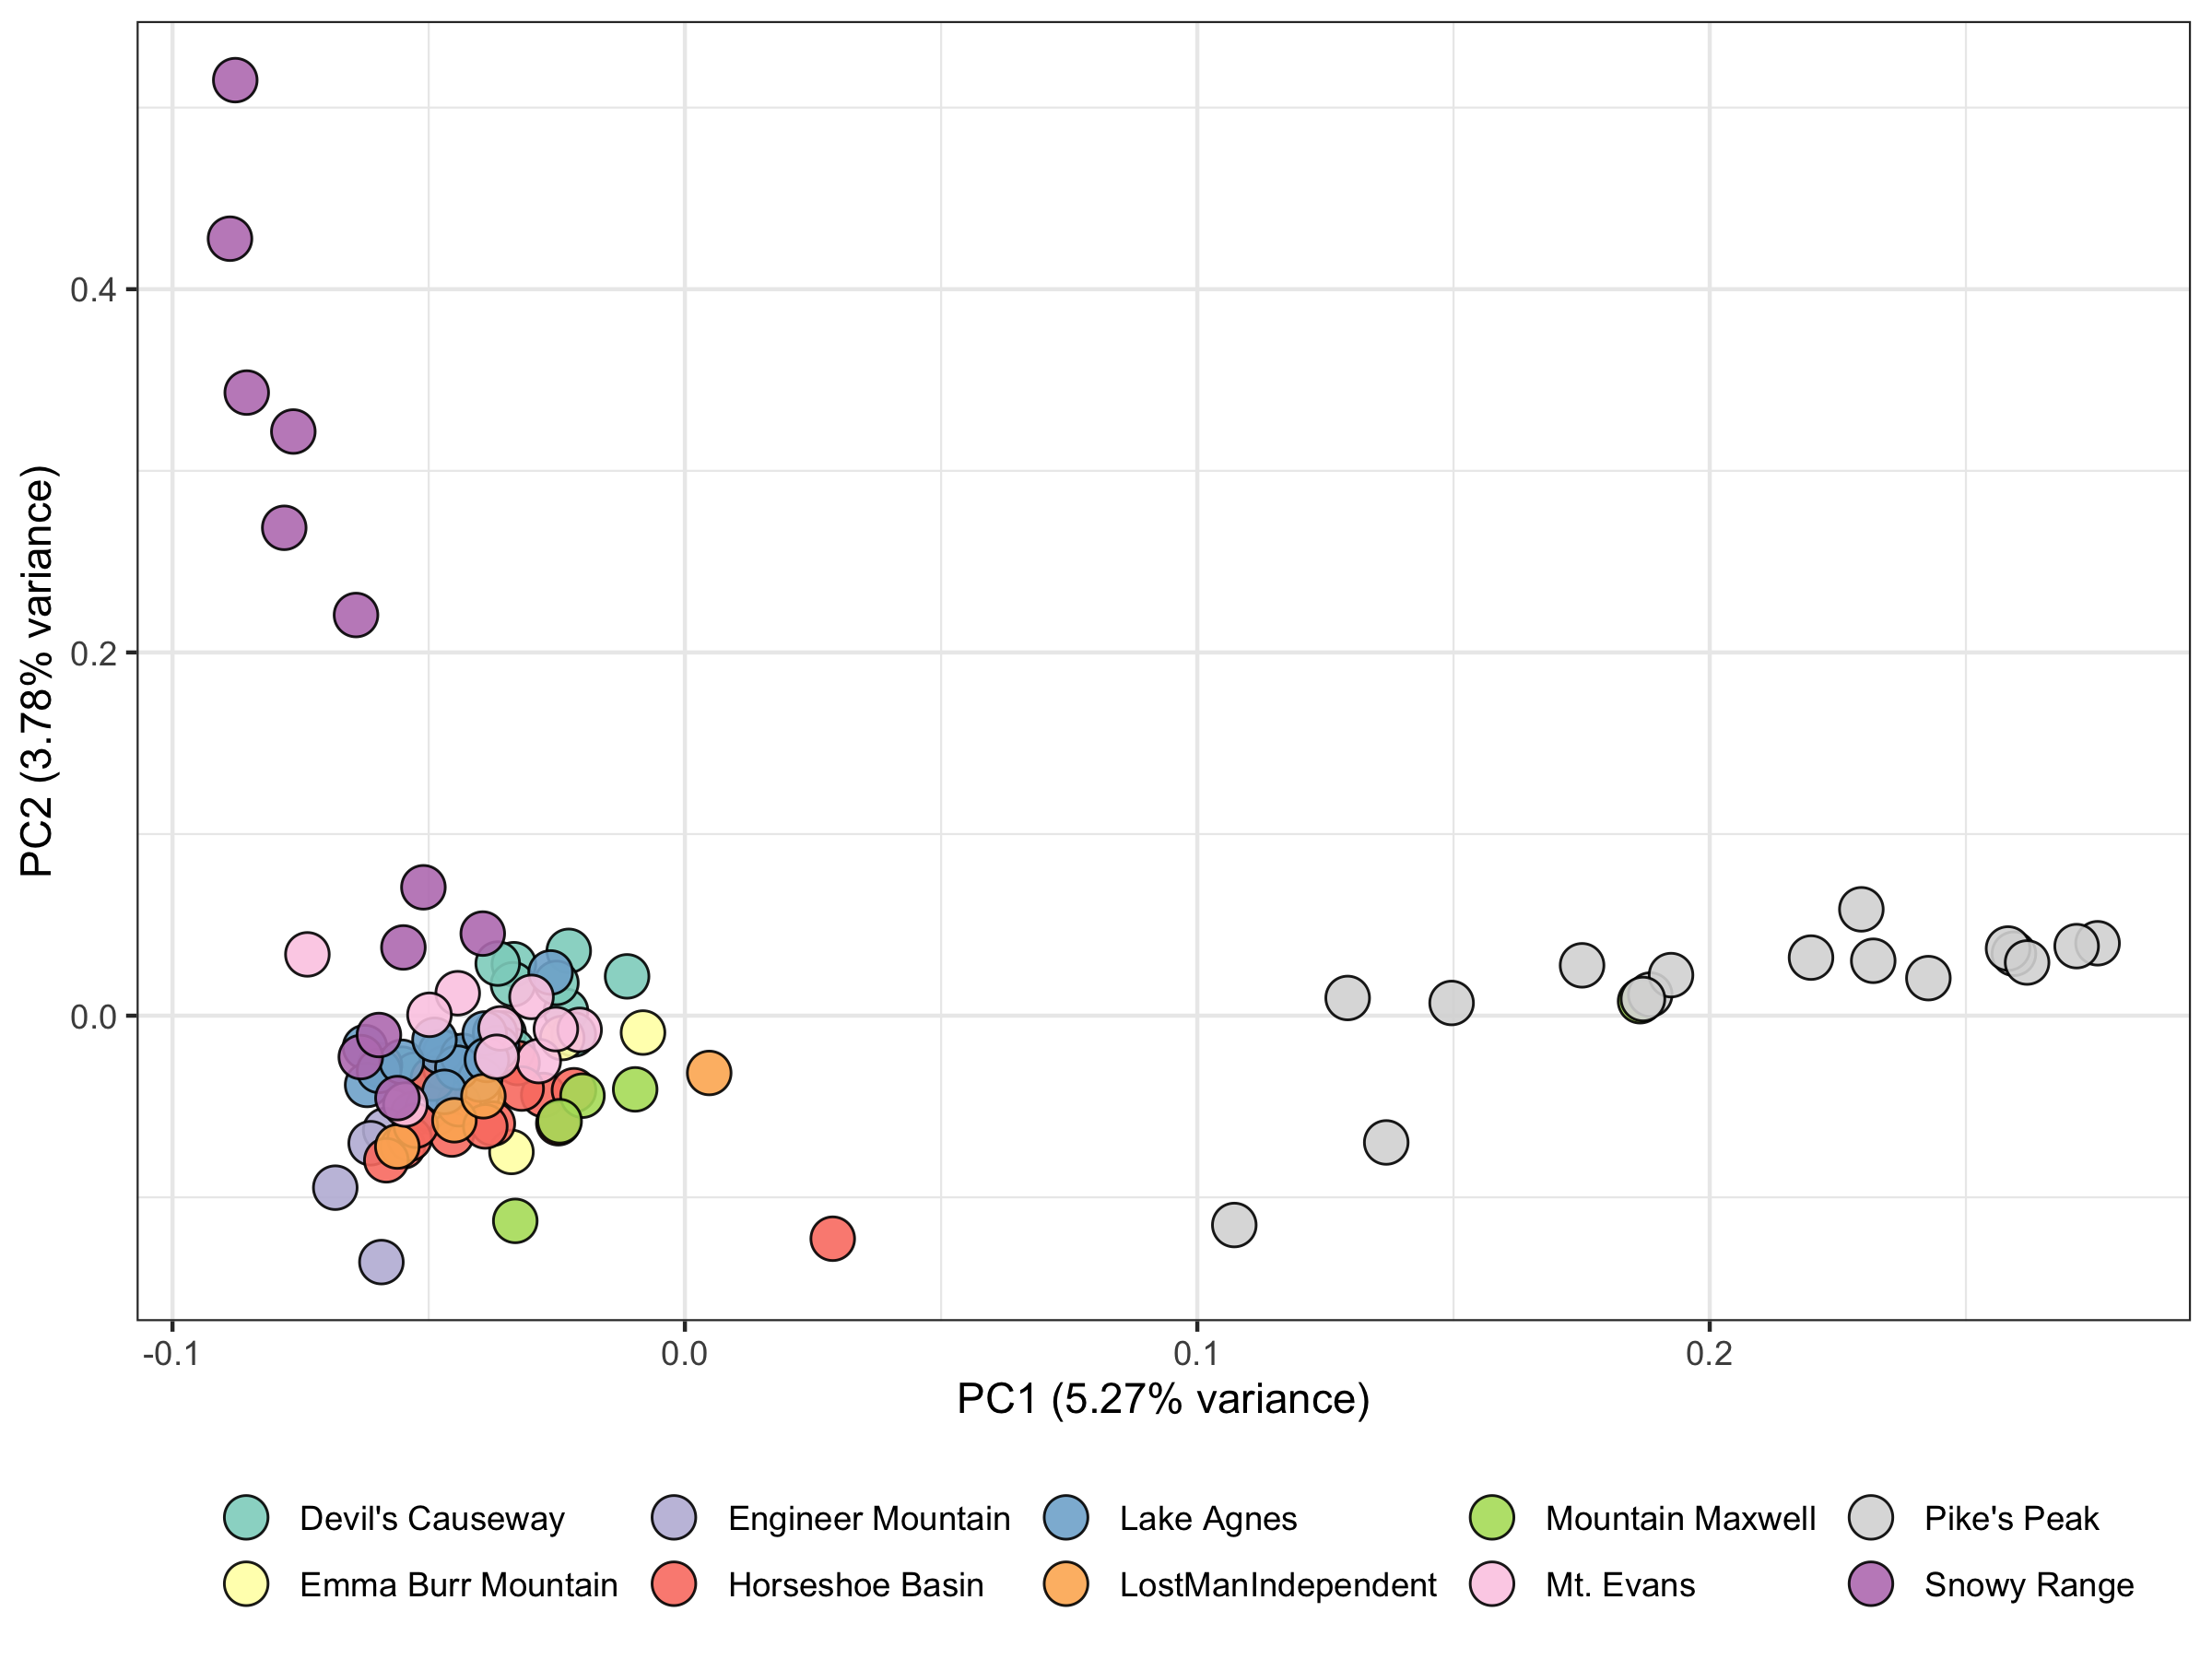 PC2 (3.78% variance)
0.4
0.2
0.0
-0.1 0.0 0.1 0.2
PC1 (5.27% variance)
Devil's Causeway Engineer Mountain Lake Agnes Mountain Maxwell Pike's Peak
Emma Burr Mountain Horseshoe Basin LostManIndependent Mt. Evans Snowy Range